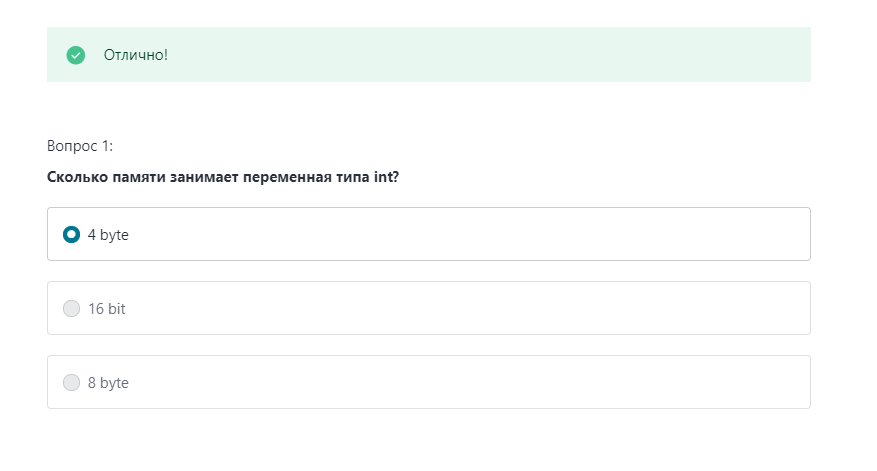 Отлично!
Вопрос 1:
Сколько памяти занимает переменная типа int?
4 byte
16 bit
8 byte